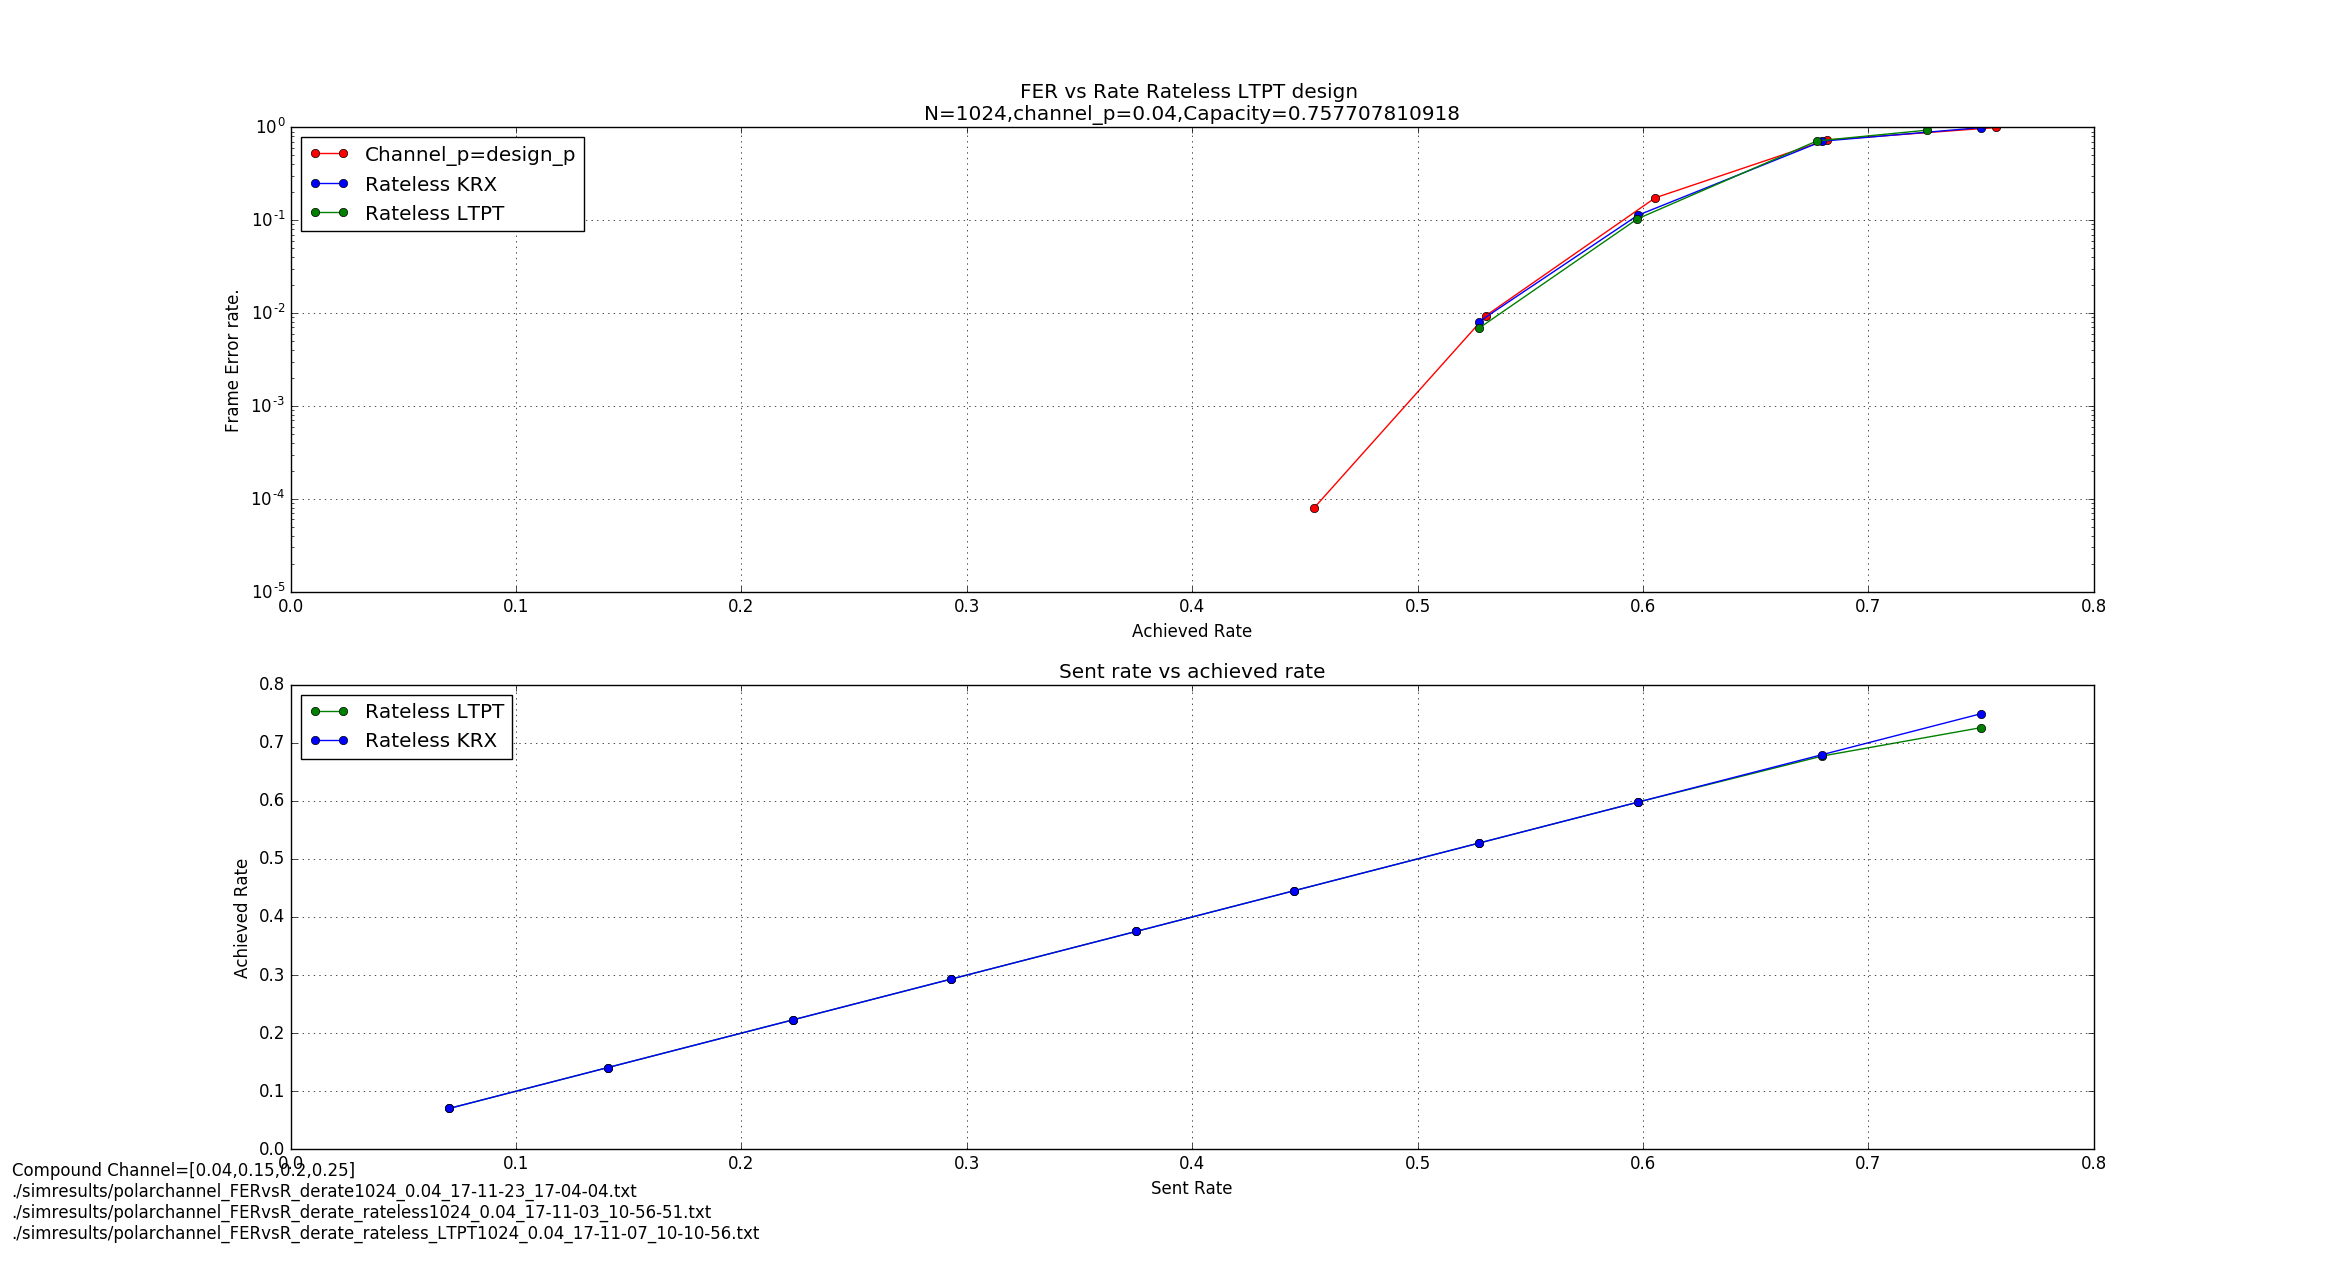 FER vs Rate Rateless LTPT design
N=1024,channel_p=0.04,Capacity=0.757707810918
Channel_p=design_p
Rateless KRX
Rateless LTPT
10^0
10^-1
10^-2
10^-3
10^-4
10^-5
Frame Error rate.
0.0 0.1 0.2 0.3 0.4 0.5 0.6 0.7 0.8
Achieved Rate
Sent rate vs achieved rate
Rateless LTPT
Rateless KRX
0.8
0.7
0.6
0.5
0.4
0.3
0.2
0.1
0.0
Achieved Rate
0.0 0.1 0.2 0.3 0.4 0.5 0.6 0.7 0.8
Sent Rate
Compound Channel=[0.04,0.15,0.2,0.25]
./simresults/polarchannel_FERvsR_derate1024_0.04_17-11-23_17-04-04.txt
./simresults/polarchannel_FERvsR_derate_rateless1024_0.04_17-11-03_10-56-51.txt
./simresults/polarchannel_FERvsR_derate_rateless_LTPT1024_0.04_17-11-07_10-10-56.txt